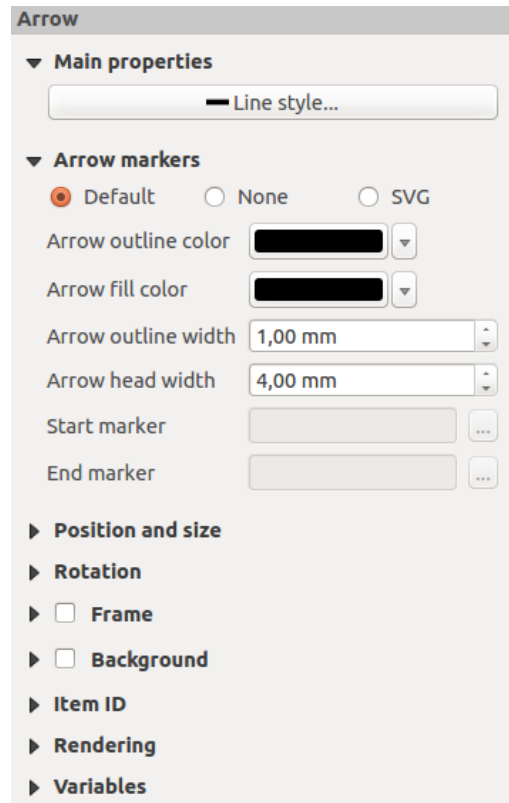 Arrow
Main properties
Line style...
Arrow markers
Default None SVG
Arrow outline color
Arrow fill color
Arrow outline width 1,00 mm
Arrow head width 4,00 mm
Start marker ...
End marker ...
Position and size
Rotation
Frame
Background
Item ID
Rendering
Variables